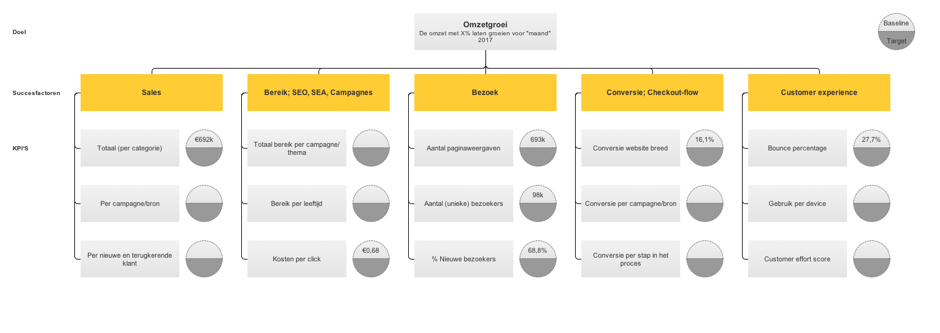 Doel
Omzetgroei
De omzet met X% laten groeien voor "maand"
2017
Baseline
Target
Succesfactoren
Sales
Bereik; SEO, SEA, Campagnes
Bezoek
Conversie; Checkout-flow
Customer experience
KPI'S
Totaal (per categorie)
€692k
Totaal bereik per campagne/
thema
Aantal paginaweergaven
693k
Conversie website breed
16,1%
Bounce percentage
27,7%
Per campagne/bron
Bereik per leeftijd
Aantal (unieke) bezoekers
98k
Conversie per campagne/bron
Gebruik per device
Per nieuwe en terugkerende
klant
Kosten per click
€0,68
% Nieuwe bezoekers
68,8%
Conversie per stap in het
proces
Customer effort score